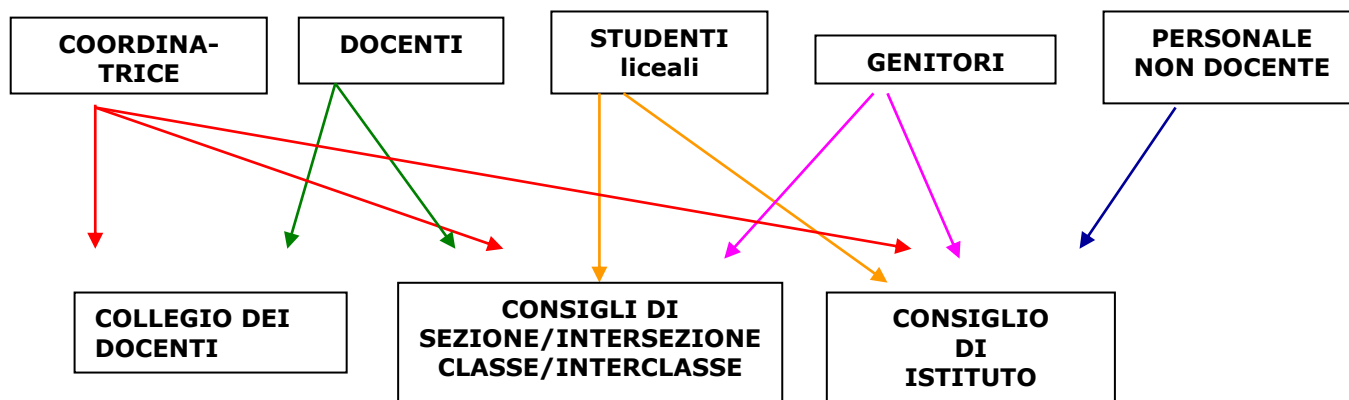 COORDINA-
TRICE
DOCENTI
STUDENTI
liceali
GENITORI
PERSONALE
NON DOCENTE
COLLEGIO DEI
DOCENTI
CONSIGLI DI
SEZIONE/INTERSEZIONE
CLASSE/INTERCLASSE
CONSIGLIO
DI
ISTITUTO